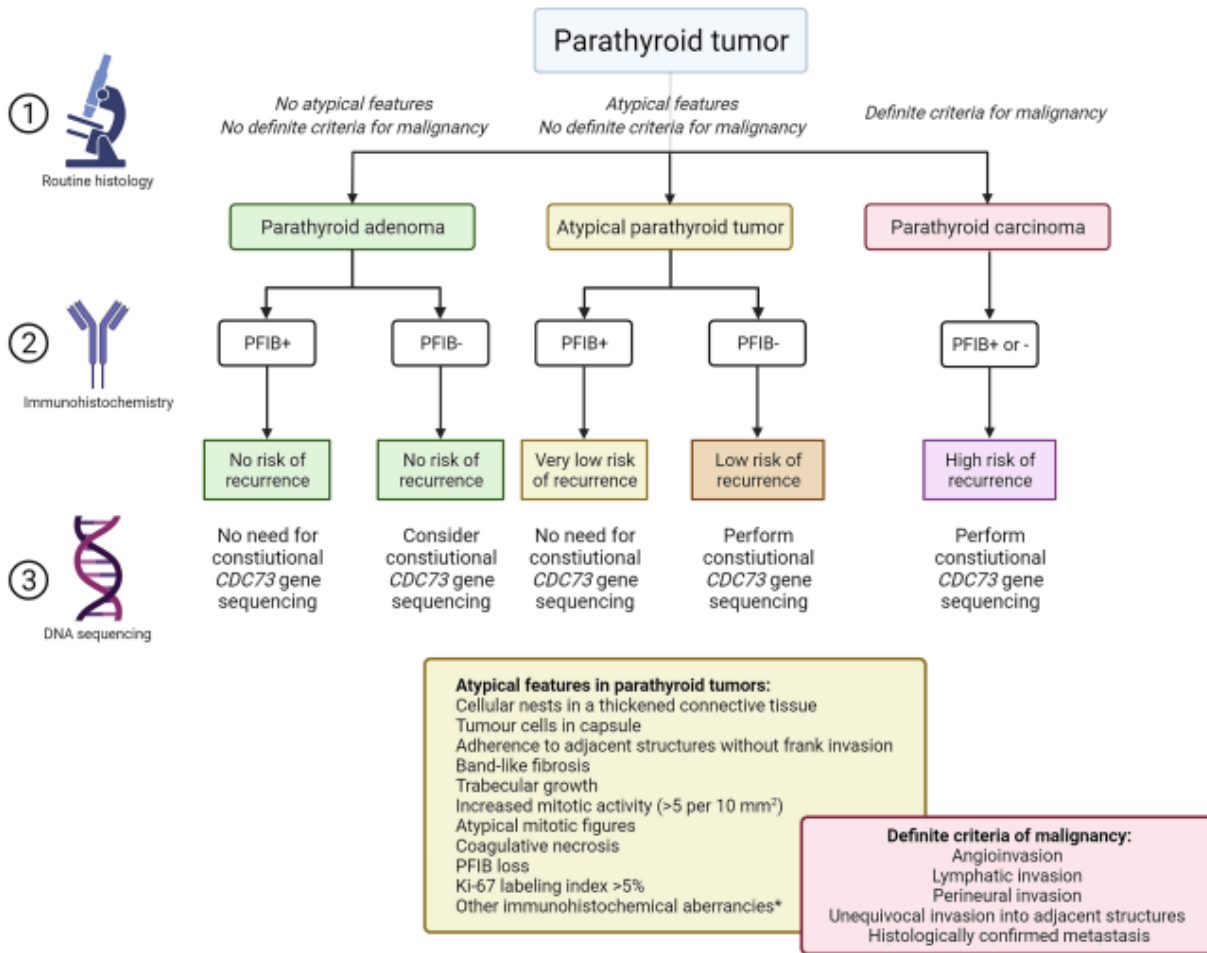 Parathyroid tumor
1
Routine histology
No atypical features
No definite criteria for malignancy
Atypical features
No definite criteria for malignancy
Definite criteria for malignancy
Parathyroid adenoma
Atypical parathyroid tumor
Parathyroid carcinoma
2
Immunohistochemistry
PFIB+
PFIB-
PFIB+
PFIB-
PFIB+ or -
No risk of
recurrence
No risk of
recurrence
Very low risk
of recurrence
Low risk of
recurrence
High risk of
recurrence
3
DNA sequencing
No need for
constiutional
CDC73 gene
sequencing
Consider
constiutional
CDC73 gene
sequencing
No need for
constiutional
CDC73 gene
sequencing
Perform
constiutional
CDC73 gene
sequencing
Perform
constiutional
CDC73 gene
sequencing
Atypical features in parathyroid tumors:
Cellular nests in a thickened connective tissue
Tumour cells in capsule
Adherence to adjacent structures without frank invasion
Band-like fibrosis
Trabecular growth
Increased mitotic activity (>5 per 10 mm²)
Atypical mitotic figures
Coagulative necrosis
PFIB loss
Ki-67 labeling index >5%
Other immunohistochemical aberrancies*
Definite criteria of malignancy:
Angioinvasion
Lymphatic invasion
Perineural invasion
Unequivocal invasion into adjacent structures
Histologically confirmed metastasis